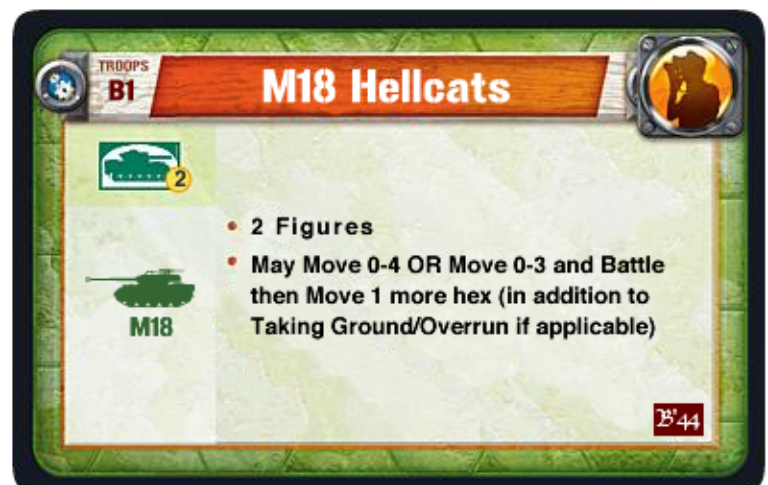 TROOPS
B1
M18 Hellcats
2
• 2 Figures
• May Move 0-4 OR Move 0-3 and Battle
then Move 1 more hex (in addition to
Taking Ground/Overrun if applicable)
M18
B'44